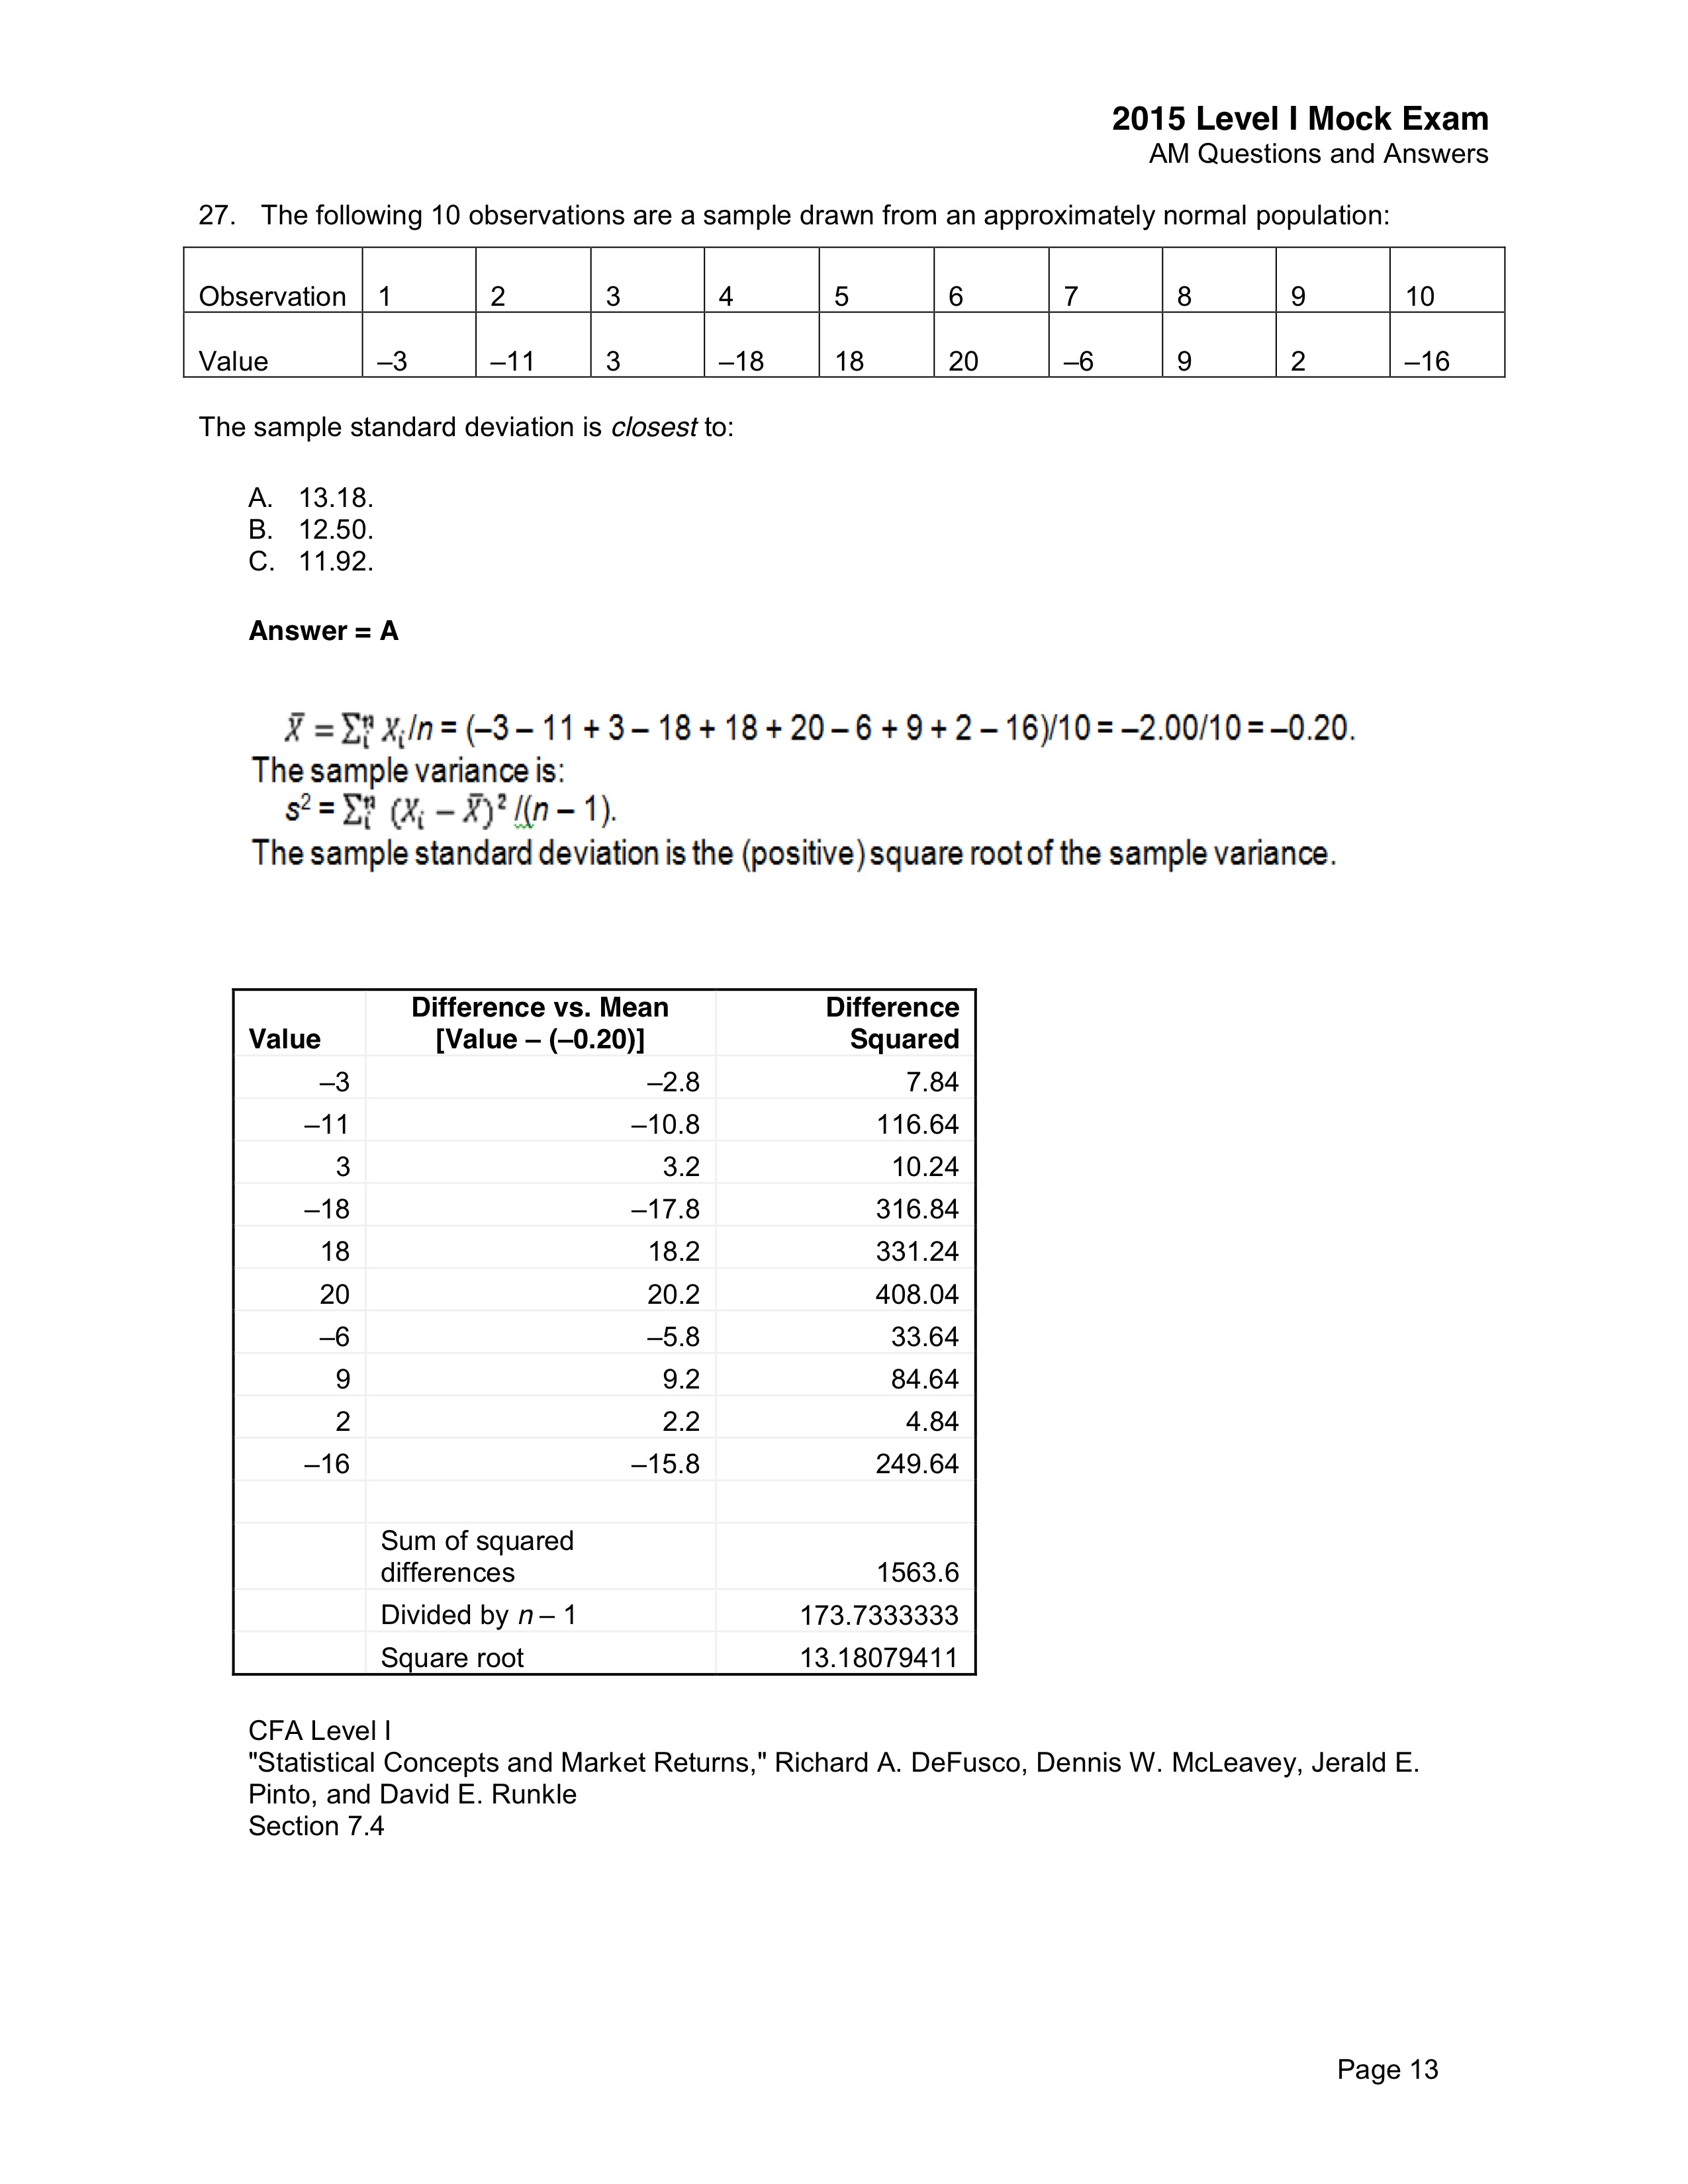 2015 Level I Mock Exam
AM Questions and Answers
27. The following 10 observations are a sample drawn from an approximately normal population:
Observation 1 2 3 4 5 6 7 8 9 10
Value –3 –11 3 –18 18 20 –6 9 2 –16
The sample standard deviation is closest to:
A. 13.18.
B. 12.50.
C. 11.92.
Answer = A
X̄ = ∑ᵢⁿ Xᵢ/n = (–3 – 11 + 3 – 18 + 18 + 20 – 6 + 9 + 2 – 16)/10 = –2.00/10 = –0.20.
The sample variance is:
s² = ∑ᵢⁿ (Xᵢ – X̄)² /(n – 1).
The sample standard deviation is the (positive) square root of the sample variance.
Difference vs. Mean Difference
Value [Value – (–0.20)] Squared
–3 –2.8 7.84
–11 –10.8 116.64
3 3.2 10.24
–18 –17.8 316.84
18 18.2 331.24
20 20.2 408.04
–6 –5.8 33.64
9 9.2 84.64
2 2.2 4.84
–16 –15.8 249.64
Sum of squared
differences 1563.6
Divided by n – 1 173.7333333
Square root 13.18079411
CFA Level I
"Statistical Concepts and Market Returns," Richard A. DeFusco, Dennis W. McLeavey, Jerald E.
Pinto, and David E. Runkle
Section 7.4
Page 13